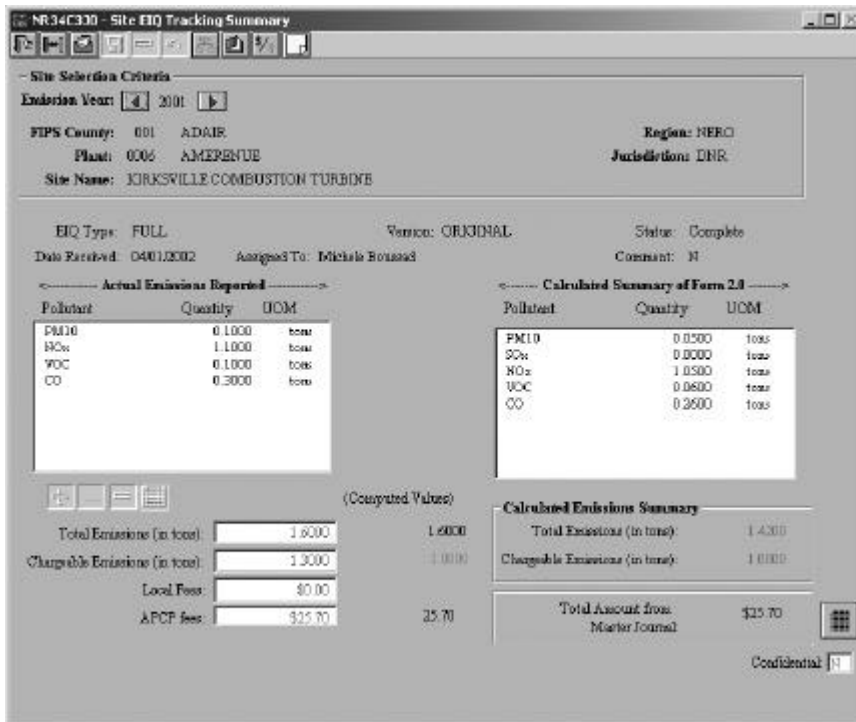 NR34C330 - Site EIQ Tracking Summary
Site Selection Criteria
Emission Year: 2001
FIPS County: 001 ADAIR Region: NERO
Plant: 0006 AMERENUE Jurisdiction: DNR
Site Name: KIRKSVILLE COMBUSTION TURBINE
EIQ Type: FULL Version: ORIGINAL Status: Complete
Date Received: 04/01/2002 Assigned To: Michele Comment: N
<-------- Actual Emissions Reported --------> <-------- Calculated Summary of Form 2.0 -------->
Pollutant Quantity UOM Pollutant Quantity UOM
PM10 0.1000 tons PM10 0.0500 tons
NOx 1.1000 tons SOx 0.0000 tons
VOC 0.1000 tons NOx 1.0500 tons
CO 0.3000 tons VOC 0.0600 tons
CO 0.2600 tons
(Computed Values)
Calculated Emissions Summary
Total Emissions (in tons): 1.6000 1.6000 Total Emissions (in tons): 1.4200
Chargeable Emissions (in tons): 1.3000 1.0000 Chargeable Emissions (in tons): 1.0000
Local Fees: $0.00
APCP fees: $25.70 25.70 Total Amount from Master Journal $25.70
Confidential: N